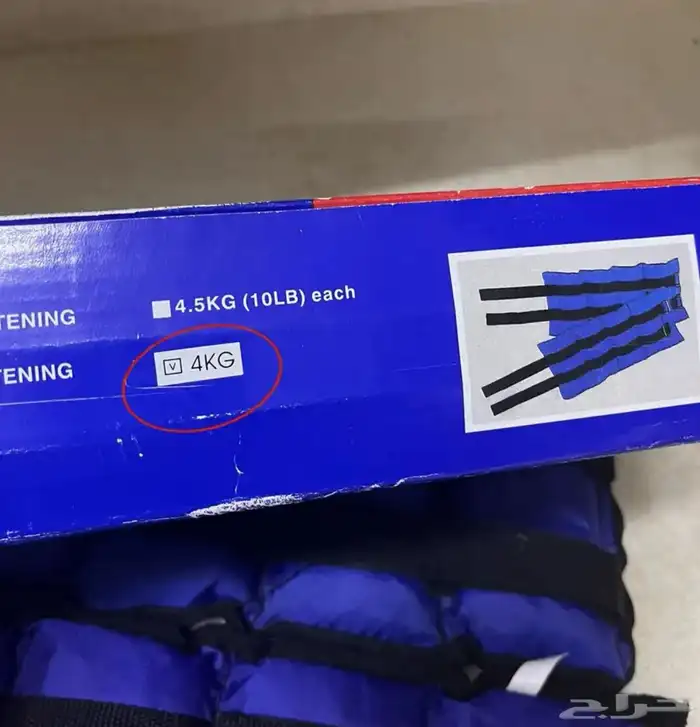 TENING
4.5KG (10LB) each
TENING
v 4KG
حراج